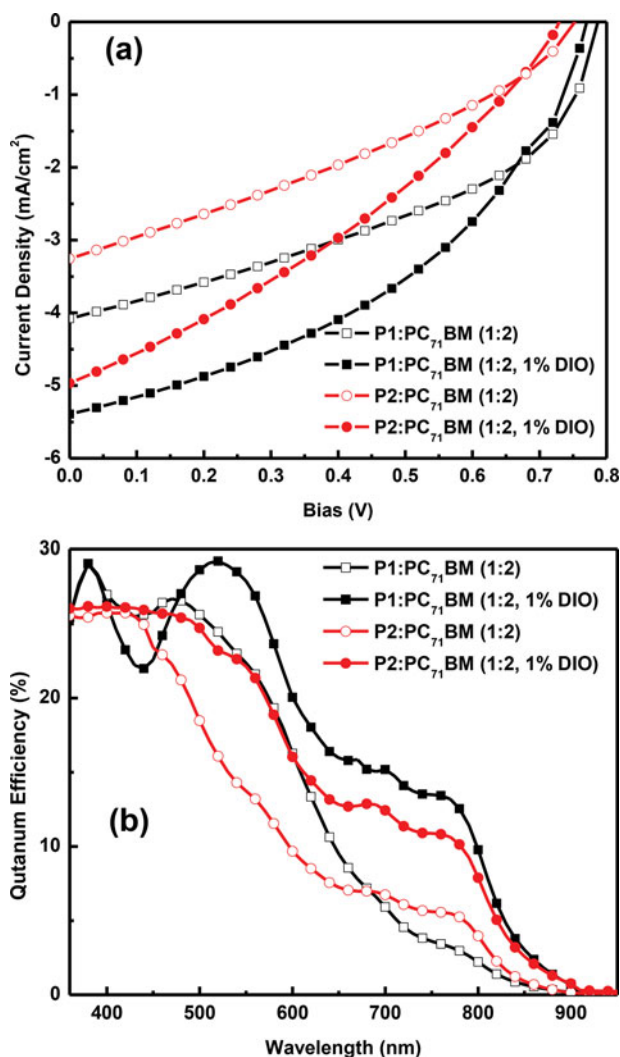 (a)
0
-1
-2
-3
-4
-5
-6
Current Density (mA/cm²)
P1:PC₇₁BM (1:2)
P1:PC₇₁BM (1:2, 1% DIO)
P2:PC₇₁BM (1:2)
P2:PC₇₁BM (1:2, 1% DIO)
0.0 0.1 0.2 0.3 0.4 0.5 0.6 0.7 0.8
Bias (V)
30
20
10
0
Qutanum Efficiency (%)
P1:PC₇₁BM (1:2)
P1:PC₇₁BM (1:2, 1% DIO)
P2:PC₇₁BM (1:2)
P2:PC₇₁BM (1:2, 1% DIO)
(b)
400 500 600 700 800 900
Wavelength (nm)